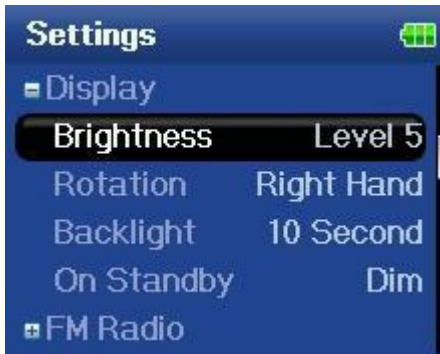 Settings
Display
Brightness Level 5
Rotation Right Hand
Backlight 10 Second
On Standby Dim
FM Radio